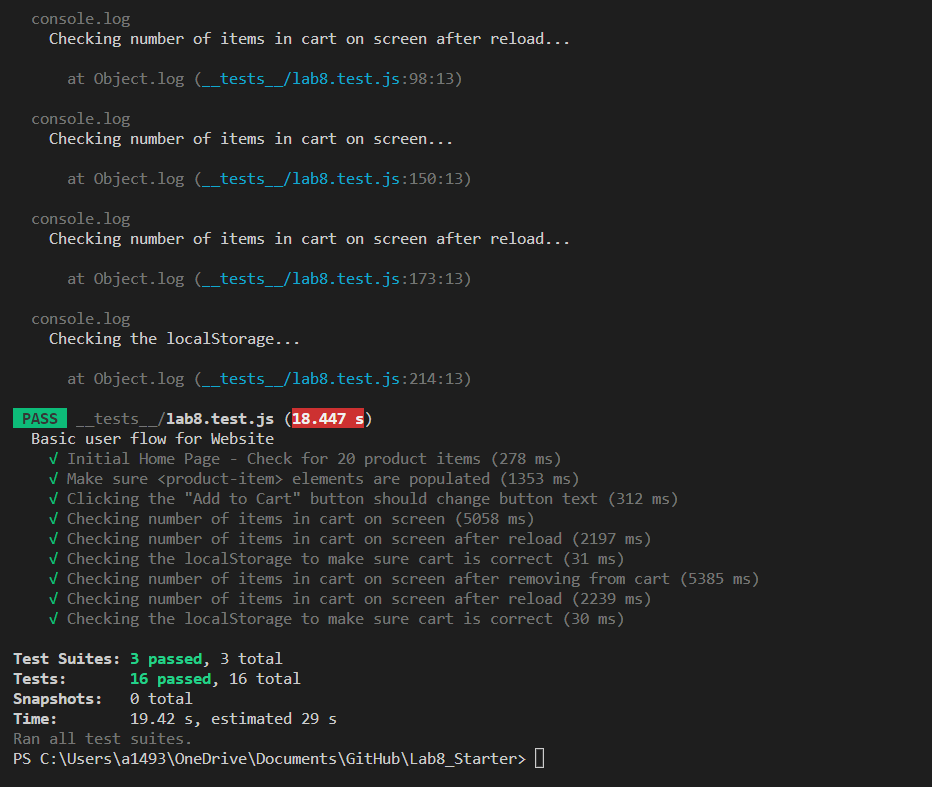 console.log
Checking number of items in cart on screen after reload...
at Object.log (__tests__/lab8.test.js:98:13)
console.log
Checking number of items in cart on screen...
at Object.log (__tests__/lab8.test.js:150:13)
console.log
Checking number of items in cart on screen after reload...
at Object.log (__tests__/lab8.test.js:173:13)
console.log
Checking the localStorage...
at Object.log (__tests__/lab8.test.js:214:13)
PASS __tests__/lab8.test.js (18.447 s)
Basic user flow for Website
√ Initial Home Page - Check for 20 product items (278 ms)
√ Make sure <product-item> elements are populated (1353 ms)
√ Clicking the "Add to Cart" button should change button text (312 ms)
√ Checking number of items in cart on screen (5058 ms)
√ Checking number of items in cart on screen after reload (2197 ms)
√ Checking the localStorage to make sure cart is correct (31 ms)
√ Checking number of items in cart on screen after removing from cart (5385 ms)
√ Checking number of items in cart on screen after reload (2239 ms)
√ Checking the localStorage to make sure cart is correct (30 ms)
Test Suites: 3 passed, 3 total
Tests: 16 passed, 16 total
Snapshots: 0 total
Time: 19.42 s, estimated 29 s
Ran all test suites.
PS C:\Users\a1493\OneDrive\Documents\GitHub\Lab8_Starter>